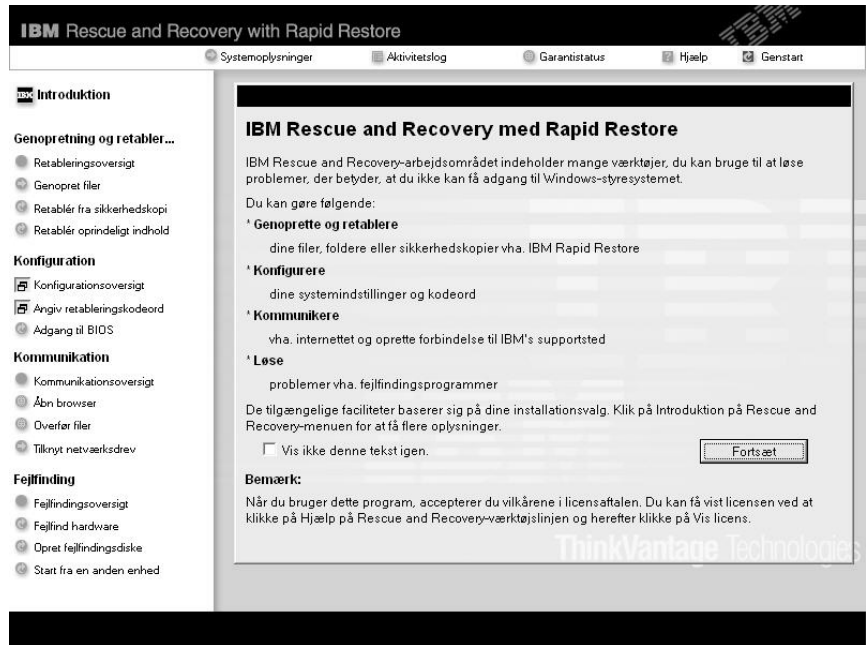 IBM Rescue and Recovery with Rapid Restore
IBM
Systemoplysninger
Aktivitetslog
Garantistatus
Hjælp
Genstart
IBM Introduktion
Genopretning og retabler...
Retableringsoversigt
Genopret filer
Retablér fra sikkerhedskopi
Retablér oprindeligt indhold
Konfiguration
Konfigurationsoversigt
Angiv retableringskodeord
Adgang til BIOS
Kommunikation
Kommunikationsoversigt
Åbn browser
Overfør filer
Tilknyt netværksdrev
Fejlfinding
Fejlfindingsoversigt
Fejlfind hardware
Opret fejlfindingsdiske
Start fra en anden enhed
IBM Rescue and Recovery med Rapid Restore
IBM Rescue and Recovery-arbejdsområdet indeholder mange værktøjer, du kan bruge til at løse
problemer, der betyder, at du ikke kan få adgang til Windows-styresystemet.
Du kan gøre følgende:
* Genoprette og retablere
dine filer, foldere eller sikkerhedskopier vha. IBM Rapid Restore
* Konfigurere
dine systemindstillinger og kodeord
* Kommunikere
vha. internettet og oprette forbindelse til IBM's supportsted
* Løse
problemer vha. fejlfindingsprogrammer
De tilgængelige faciliteter baserer sig på dine installationsvalg. Klik på Introduktion på Rescue and
Recovery-menuen for at få flere oplysninger.
Vis ikke denne tekst igen.
Fortsæt
Bemærk:
Når du bruger dette program, accepterer du vilkårene i licensaftalen. Du kan få vist licensen ved at
klikke på Hjælp på Rescue and Recovery-værktøjslinjen og herefter klikke på Vis licens.
ThinkVantage Technologies